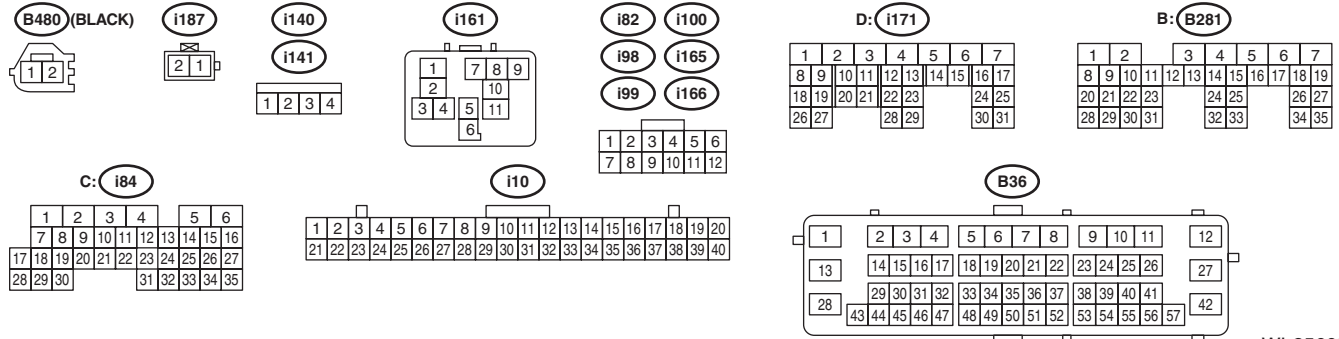 B480 (BLACK)
1 2
i187
2 1
i140
i141
1 2 3 4
i161
1 7 8 9
2 10
3 4 5 11
6
i82 i100
i98 i165
i99 i166
1 2 3 4 5 6
7 8 9 10 11 12
D: i171
1 2 3 4 5 6 7
8 9 10 11 12 13 14 15 16 17
18 19 20 21 22 23 24 25
26 27 28 29 30 31
B: B281
1 2 3 4 5 6 7
8 9 10 11 12 13 14 15 16 17 18 19
20 21 22 23 24 25 26 27
28 29 30 31 32 33 34 35
C: i84
1 2 3 4 5 6
7 8 9 10 11 12 13 14 15 16
17 18 19 20 21 22 23 24 25 26 27
28 29 30 31 32 33 34 35
i10
1 2 3 4 5 6 7 8 9 10 11 12 13 14 15 16 17 18 19 20
21 22 23 24 25 26 27 28 29 30 31 32 33 34 35 36 37 38 39 40
B36
1 2 3 4 5 6 7 8 9 10 11 12
13 14 15 16 17 18 19 20 21 22 23 24 25 26 27
28 29 30 31 32 33 34 35 36 37 38 39 40 41 42
43 44 45 46 47 48 49 50 51 52 53 54 55 56 57